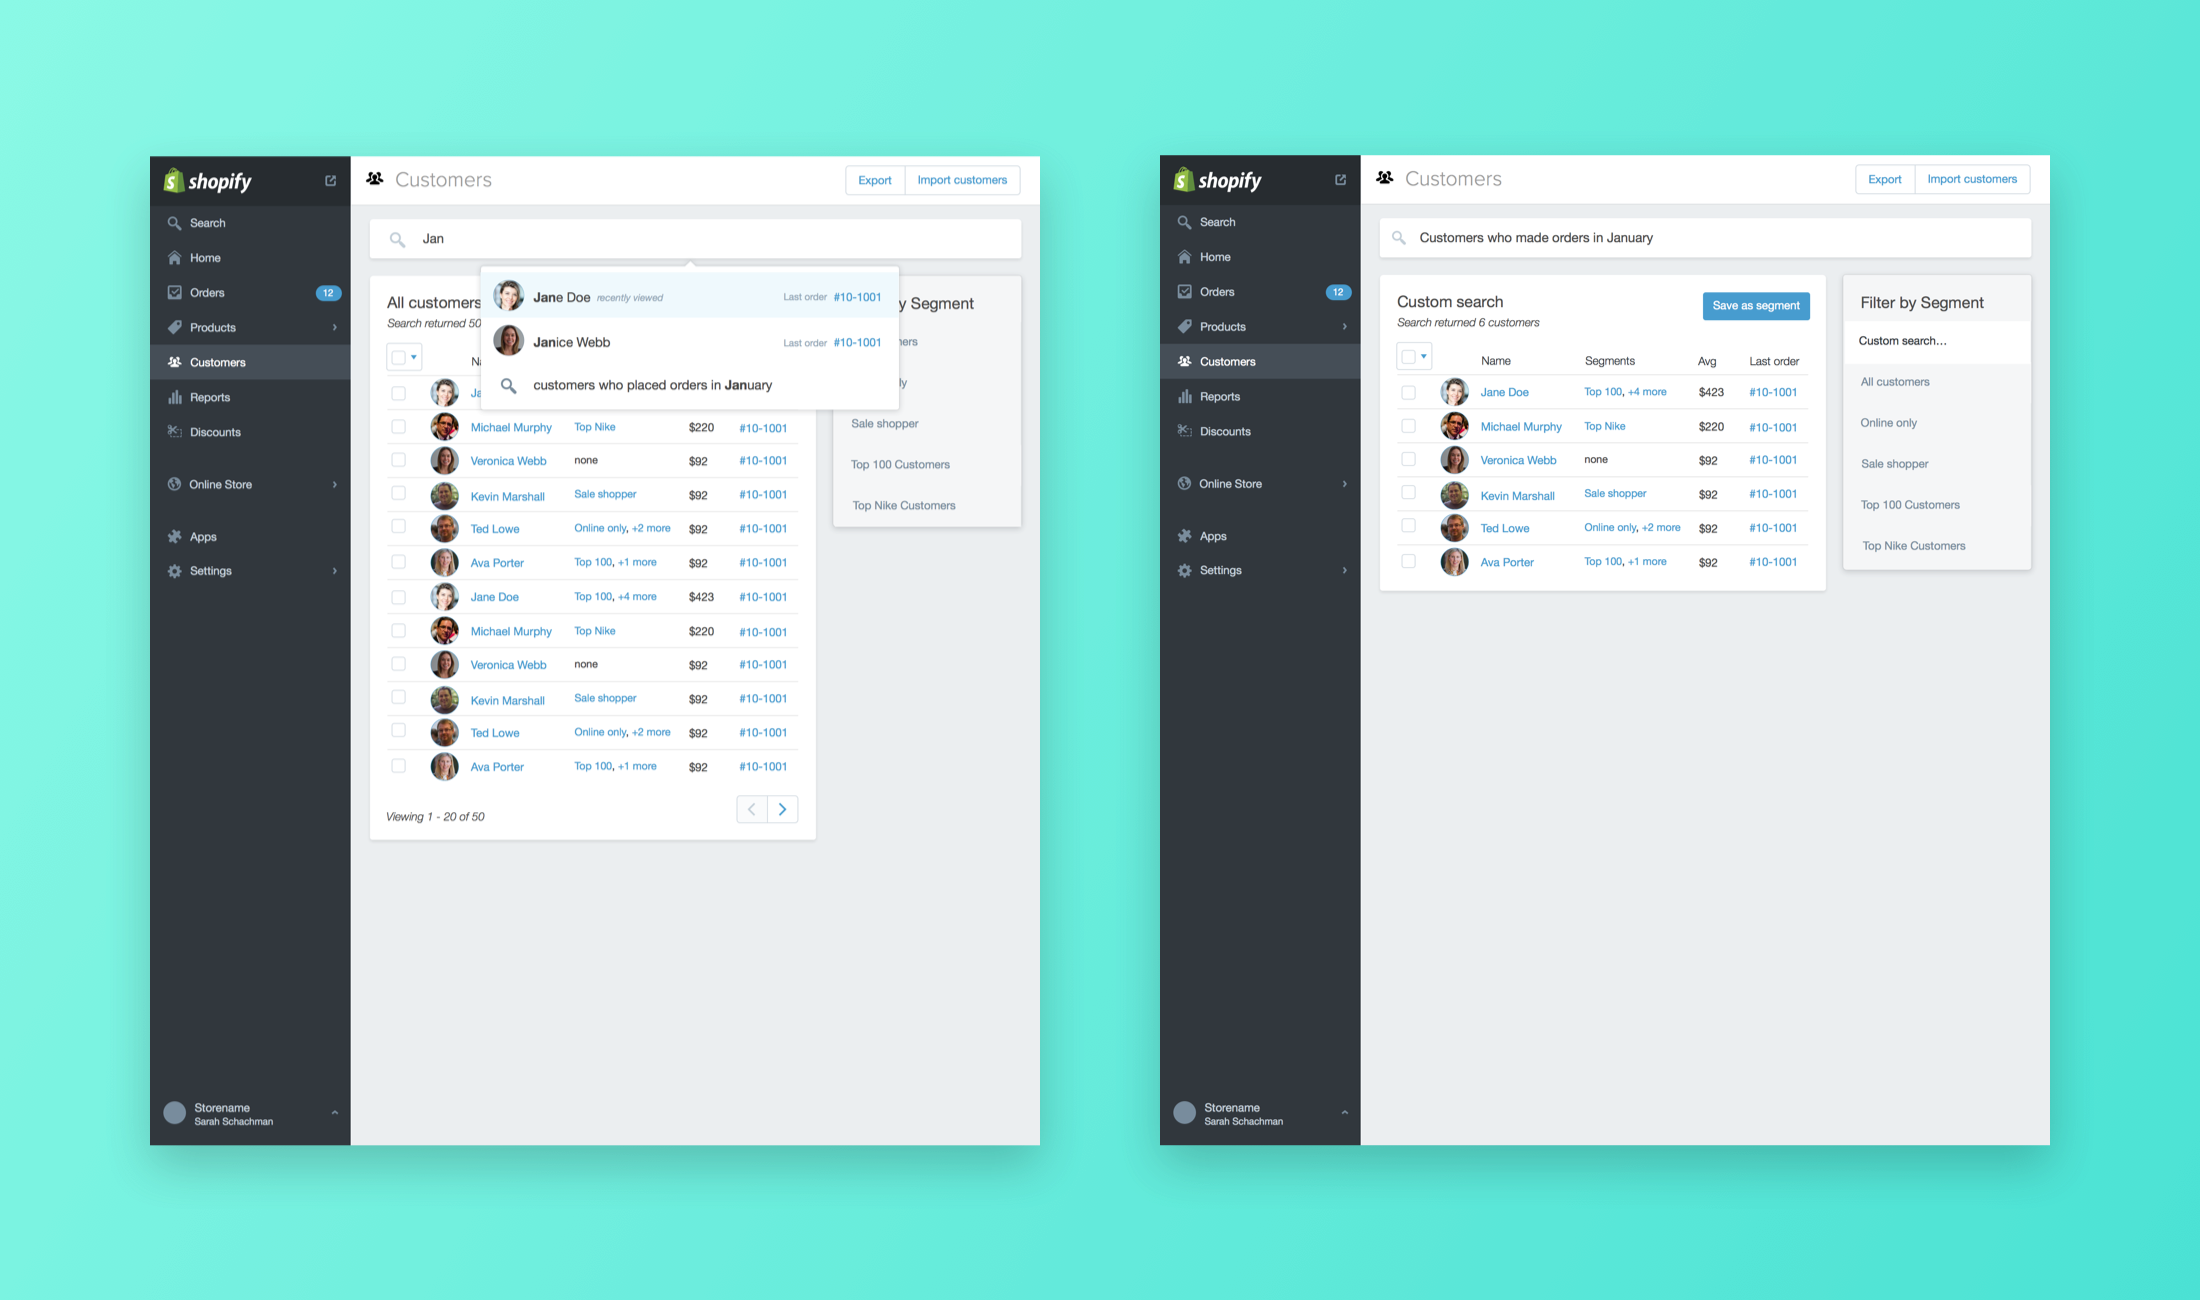 shopify
Search
Home
Orders 12
Products
Customers
Reports
Discounts
Online Store
Apps
Settings
Storename
Sarah Schachman
Customers
Export Import customers
Jan
All customers
Search returned 50
Jane Doe recently viewed Last order #10-1001
Janice Webb Last order #10-1001
customers who placed orders in January
Michael Murphy Top Nike $220 #10-1001
Veronica Webb none $92 #10-1001
Kevin Marshall Sale shopper $92 #10-1001
Ted Lowe Online only, +2 more $92 #10-1001
Ava Porter Top 100, +1 more $92 #10-1001
Jane Doe Top 100, +4 more $423 #10-1001
Michael Murphy Top Nike $220 #10-1001
Veronica Webb none $92 #10-1001
Kevin Marshall Sale shopper $92 #10-1001
Ted Lowe Online only, +2 more $92 #10-1001
Ava Porter Top 100, +1 more $92 #10-1001
Viewing 1 - 20 of 50
y Segment
Sale shopper
Top 100 Customers
Top Nike Customers
shopify
Search
Home
Orders 12
Products
Customers
Reports
Discounts
Online Store
Apps
Settings
Storename
Sarah Schachman
Customers
Export Import customers
Customers who made orders in January
Custom search
Save as segment
Search returned 6 customers
Name Segments Avg Last order
Jane Doe Top 100, +4 more $423 #10-1001
Michael Murphy Top Nike $220 #10-1001
Veronica Webb none $92 #10-1001
Kevin Marshall Sale shopper $92 #10-1001
Ted Lowe Online only, +2 more $92 #10-1001
Ava Porter Top 100, +1 more $92 #10-1001
Filter by Segment
Custom search...
All customers
Online only
Sale shopper
Top 100 Customers
Top Nike Customers